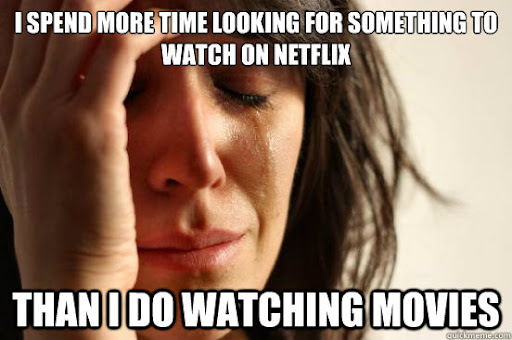 I SPEND MORE TIME LOOKING FOR SOMETHING TO
WATCH ON NETFLIX
THAN I DO WATCHING MOVIES
quickmeme.com